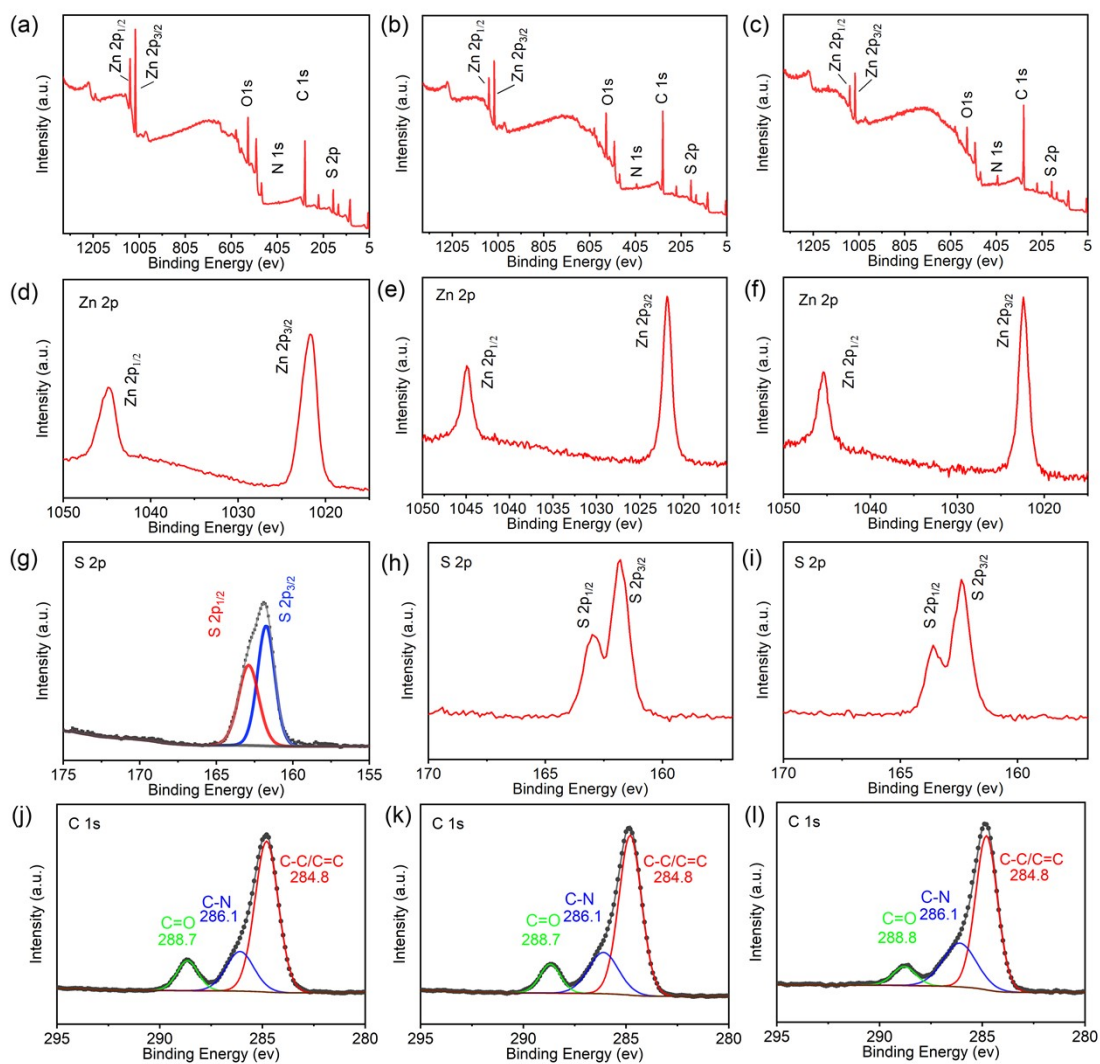 (a)
Zn 2p1/2
Zn 2p3/2
O1s
N 1s
C 1s
S 2p
Intensity (a.u.)
1205 1005 805 605 405 205 5
Binding Energy (ev)
(b)
Zn 2p1/2
Zn 2p3/2
O1s
N 1s
C 1s
S 2p
Intensity (a.u.)
1205 1005 805 605 405 205 5
Binding Energy (ev)
(c)
Zn 2p1/2
Zn 2p3/2
O1s
N 1s
C 1s
S 2p
Intensity (a.u.)
1205 1005 805 605 405 205 5
Binding Energy (ev)
(d)
Zn 2p
Zn 2p1/2
Zn 2p3/2
Intensity (a.u.)
1050 1040 1030 1020
Binding Energy (ev)
(e)
Zn 2p1/2
Zn 2p3/2
Intensity (a.u.)
1050 1045 1040 1035 1030 1025 1020 1015
Binding Energy (ev)
(f)
Zn 2p
Zn 2p1/2
Zn 2p3/2
Intensity (a.u.)
1050 1040 1030 1020
Binding Energy (ev)
(g)
S 2p
S 2p1/2
S 2p3/2
Intensity (a.u.)
175 170 165 160 155
Binding Energy (ev)
(h)
S 2p
S 2p1/2
S 2p3/2
Intensity (a.u.)
170 165 160
Binding Energy (ev)
(i)
S 2p
S 2p1/2
S 2p3/2
Intensity (a.u.)
170 165 160
Binding Energy (ev)
(j)
C 1s
C-C/C=C
284.8
C-N
286.1
C=O
288.7
Intensity (a.u.)
295 290 285 280
Binding Energy (ev)
(k)
C 1s
C-C/C=C
284.8
C-N
286.1
C=O
288.7
Intensity (a.u.)
295 290 285 280
Binding Energy (ev)
(l)
C 1s
C-C/C=C
284.8
C-N
286.1
C=O
288.8
Intensity (a.u.)
295 290 285 280
Binding Energy (ev)